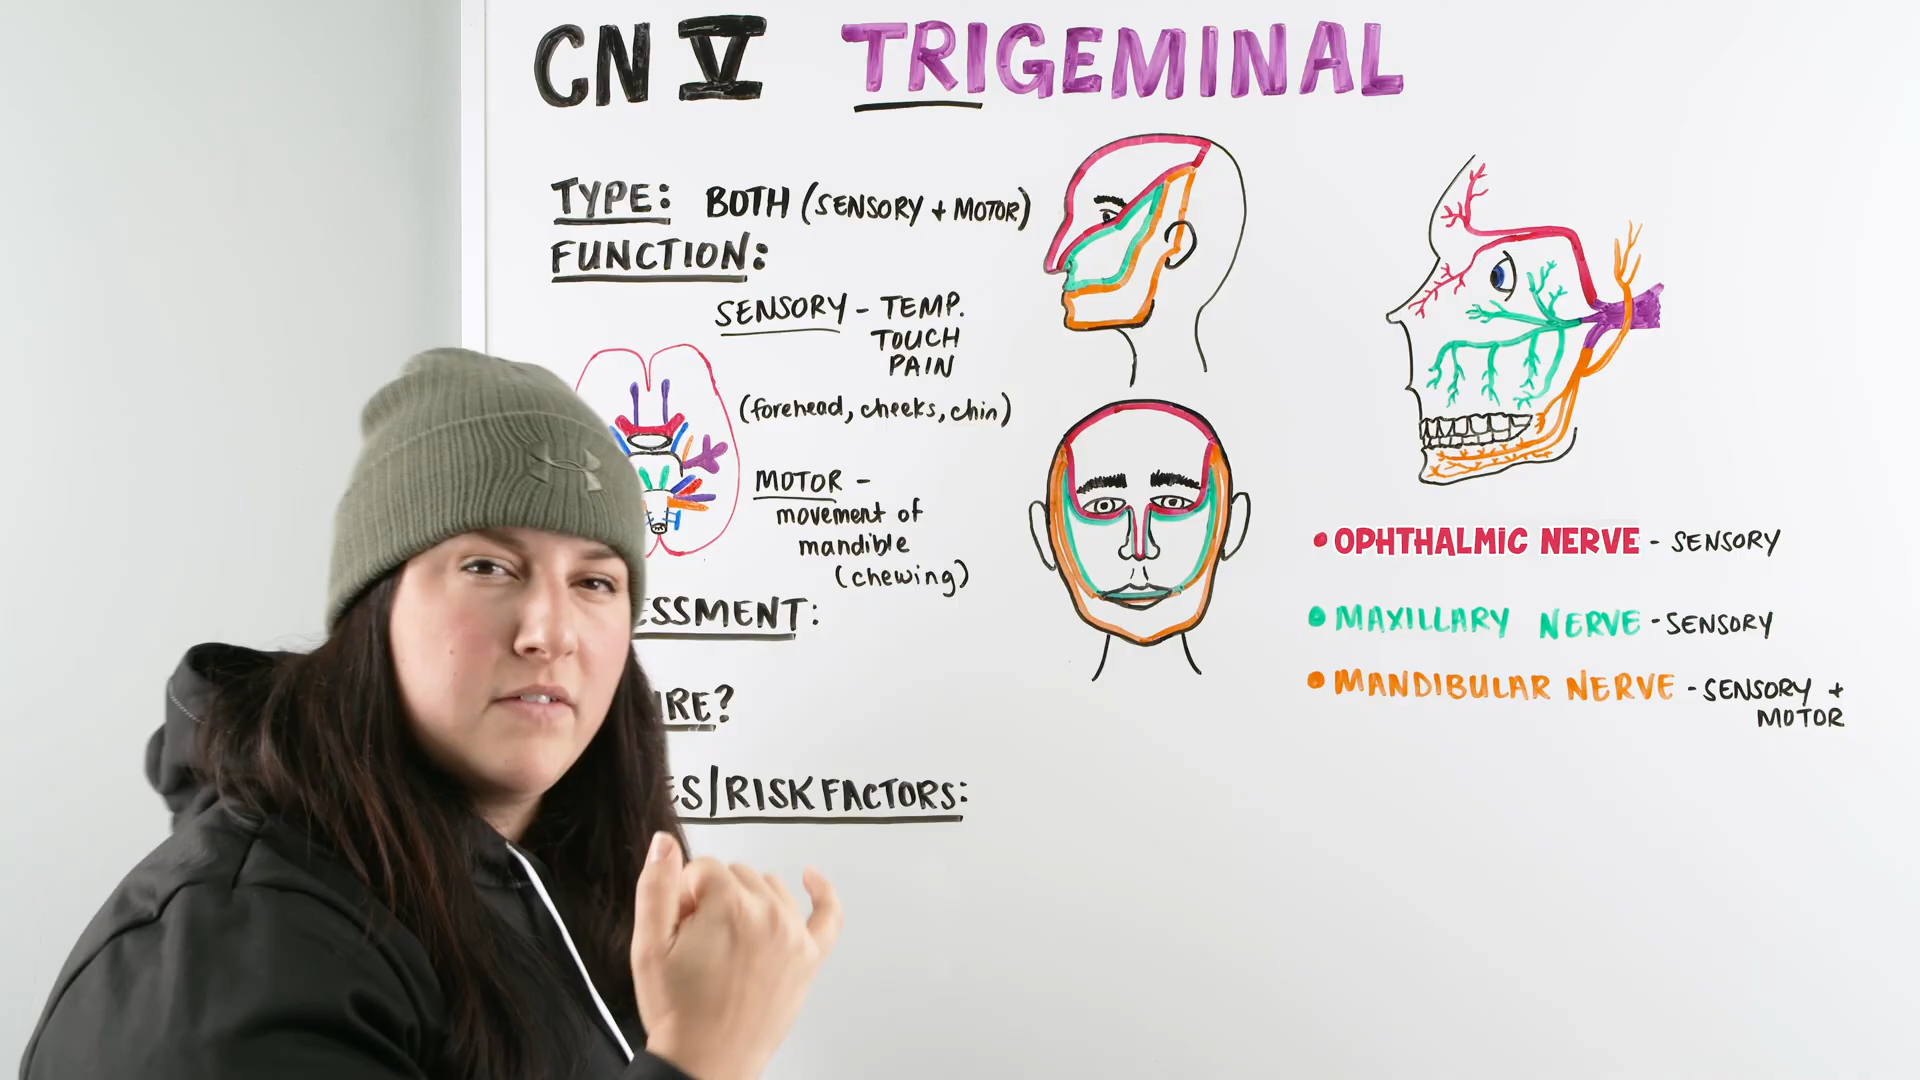 CN V TRIGEMINAL
TYPE: BOTH (SENSORY + MOTOR)
FUNCTION:
SENSORY - TEMP.
TOUCH
PAIN
(forehead, cheeks, chin)
MOTOR -
movement of
mandible
(chewing)
ESSMENT:
IRE?
ES/RISK FACTORS:
• OPHTHALMIC NERVE - SENSORY
• MAXILLARY NERVE - SENSORY
• MANDIBULAR NERVE - SENSORY +
MOTOR